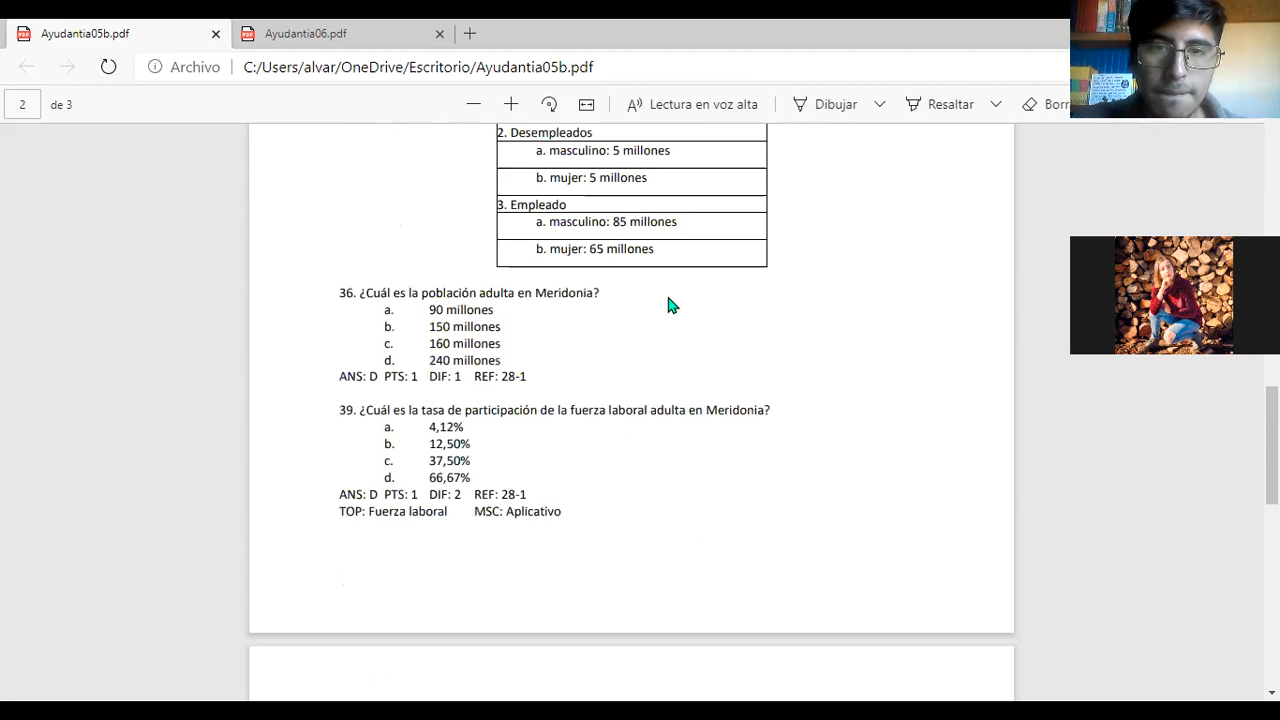 Ayudantia05b.pdf
Ayudantia06.pdf
Archivo C:/Users/alvar/OneDrive/Escritorio/Ayudantia05b.pdf
2 de 3
Lectura en voz alta
Dibujar
Resaltar
Borr
2. Desempleados
a. masculino: 5 millones
b. mujer: 5 millones
3. Empleado
a. masculino: 85 millones
b. mujer: 65 millones
36. ¿Cuál es la población adulta en Meridonia?
a. 90 millones
b. 150 millones
c. 160 millones
d. 240 millones
ANS: D PTS: 1 DIF: 1 REF: 28-1
39. ¿Cuál es la tasa de participación de la fuerza laboral adulta en Meridonia?
a. 4,12%
b. 12,50%
c. 37,50%
d. 66,67%
ANS: D PTS: 1 DIF: 2 REF: 28-1
TOP: Fuerza laboral MSC: Aplicativo